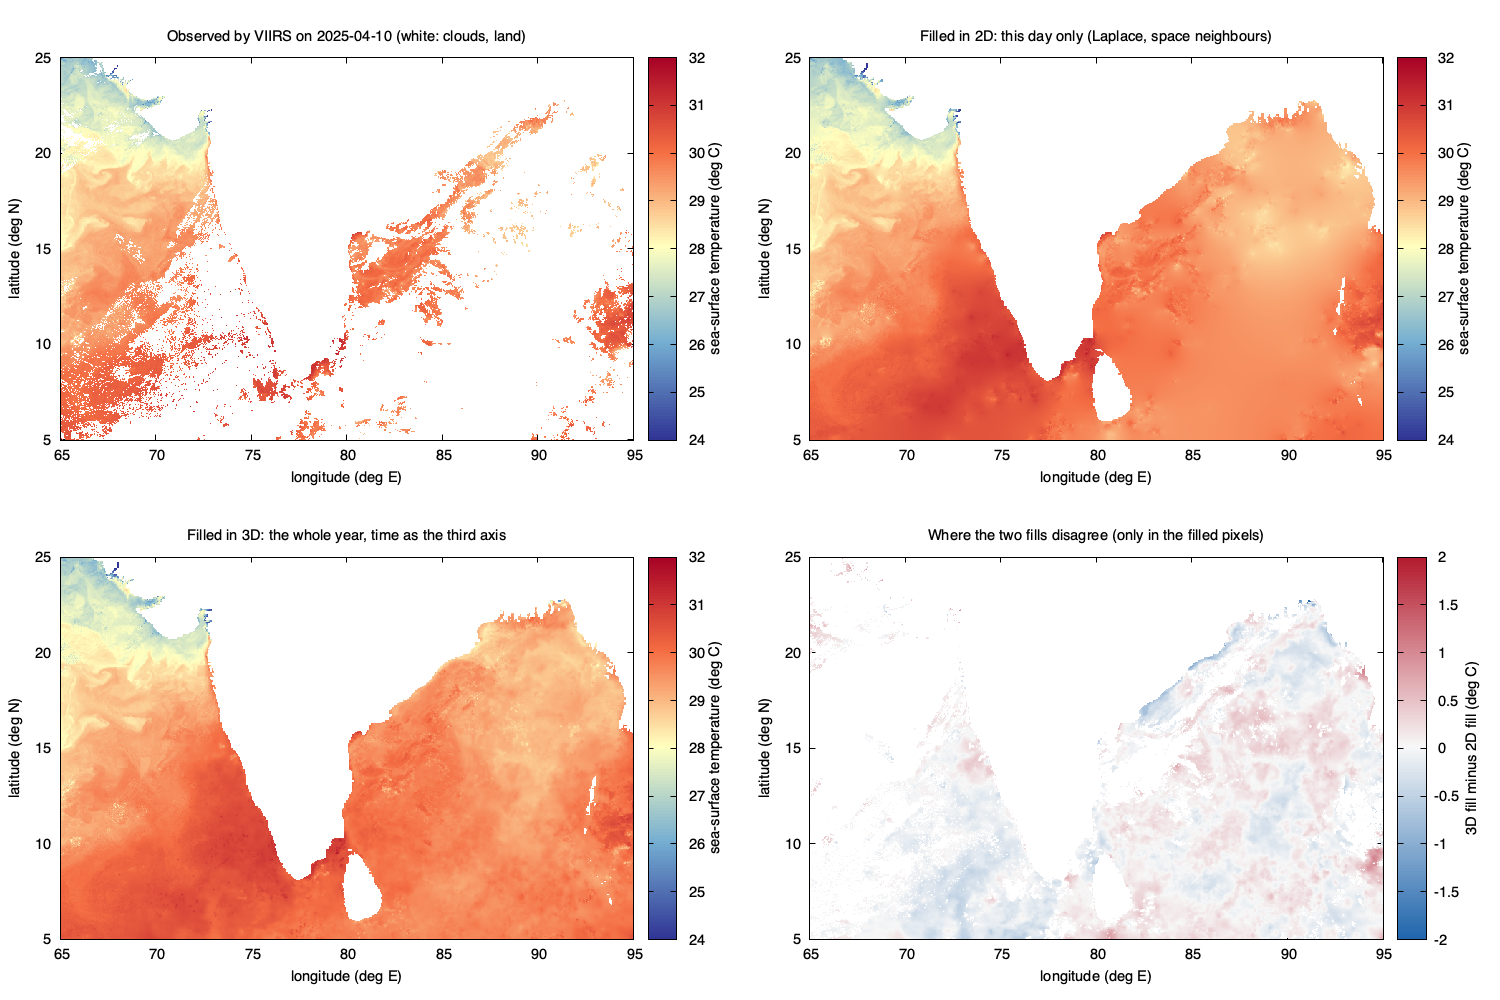 Observed by VIIRS on 2025-04-10 (white: clouds, land)
25
20
15
10
5
latitude (deg N)
65 70 75 80 85 90 95
longitude (deg E)
32
31
30
29
28
27
26
25
24
sea-surface temperature (deg C)
Filled in 2D: this day only (Laplace, space neighbours)
25
20
15
10
5
latitude (deg N)
65 70 75 80 85 90 95
longitude (deg E)
32
31
30
29
28
27
26
25
24
sea-surface temperature (deg C)
Filled in 3D: the whole year, time as the third axis
25
20
15
10
5
latitude (deg N)
65 70 75 80 85 90 95
longitude (deg E)
32
31
30
29
28
27
26
25
24
sea-surface temperature (deg C)
Where the two fills disagree (only in the filled pixels)
25
20
15
10
5
latitude (deg N)
65 70 75 80 85 90 95
longitude (deg E)
2
1.5
1
0.5
0
-0.5
-1
-1.5
-2
3D fill minus 2D fill (deg C)